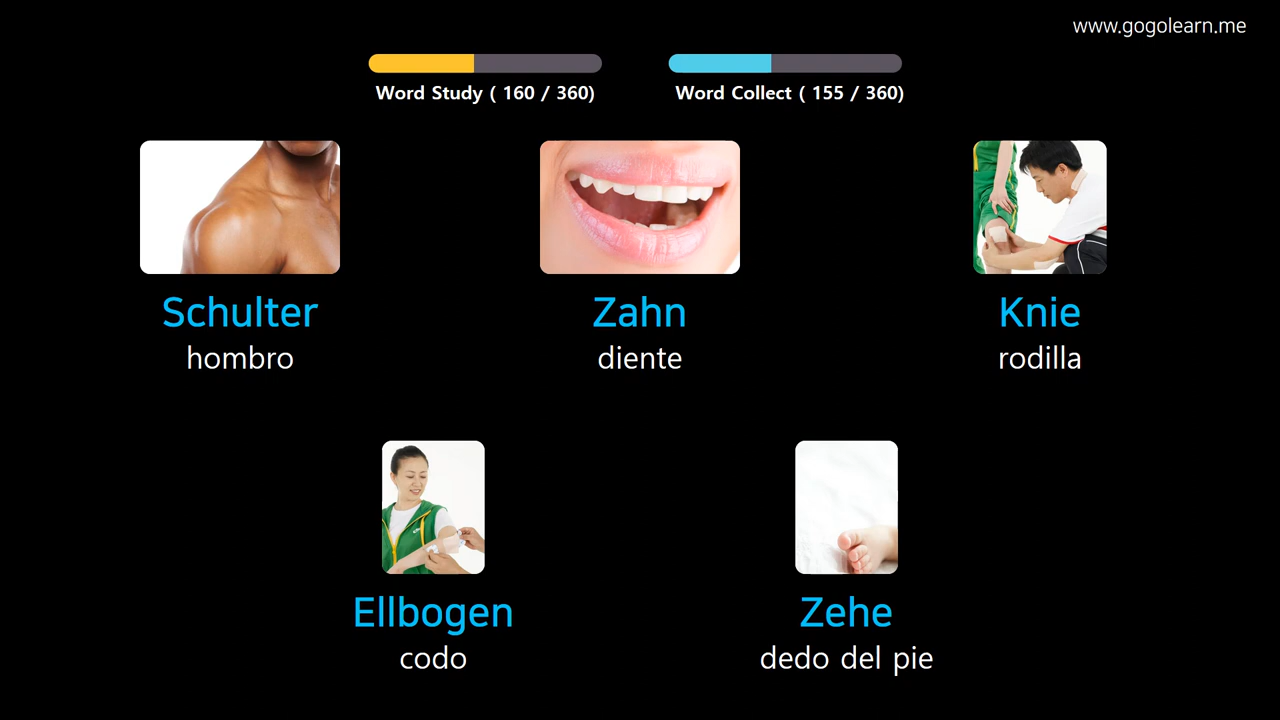 www.gogolearn.me
Word Study ( 160 / 360)
Word Collect ( 155 / 360)
Schulter
hombro
Zahn
diente
Knie
rodilla
Ellbogen
codo
Zehe
dedo del pie